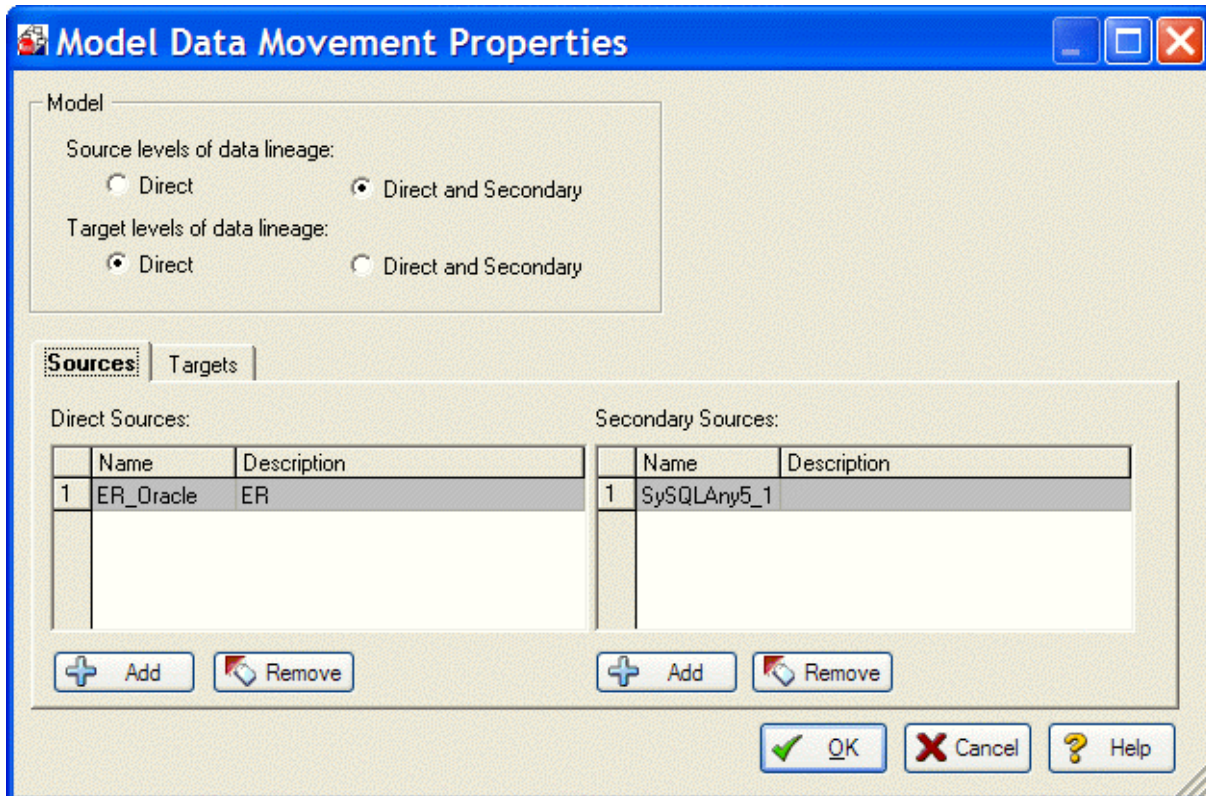 Model Data Movement Properties
Model
Source levels of data lineage:
Direct Direct and Secondary
Target levels of data lineage:
Direct Direct and Secondary
Sources Targets
Direct Sources: Secondary Sources:
Name Description Name Description
1 ER_Oracle ER 1 SySQLAny5_1
Add Remove Add Remove
OK Cancel Help